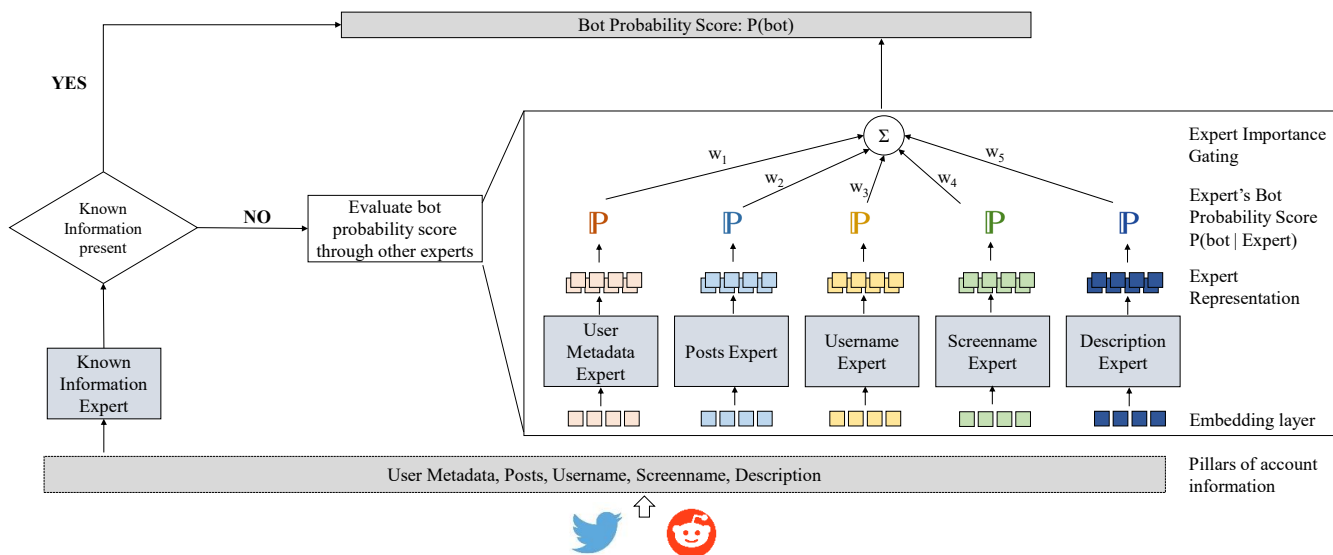 Bot Probability Score: P(bot)
YES
Known
Information
present
NO
Evaluate bot
probability score
through other experts
Σ
w1
w2
w3
w4
w5
Expert Importance
Gating
ℙ
ℙ
ℙ
ℙ
ℙ
Expert's Bot
Probability Score
P(bot | Expert)
Expert
Representation
User
Metadata
Expert
Posts Expert
Username
Expert
Screenname
Expert
Description
Expert
Known
Information
Expert
Embedding layer
User Metadata, Posts, Username, Screenname, Description
Pillars of account
information